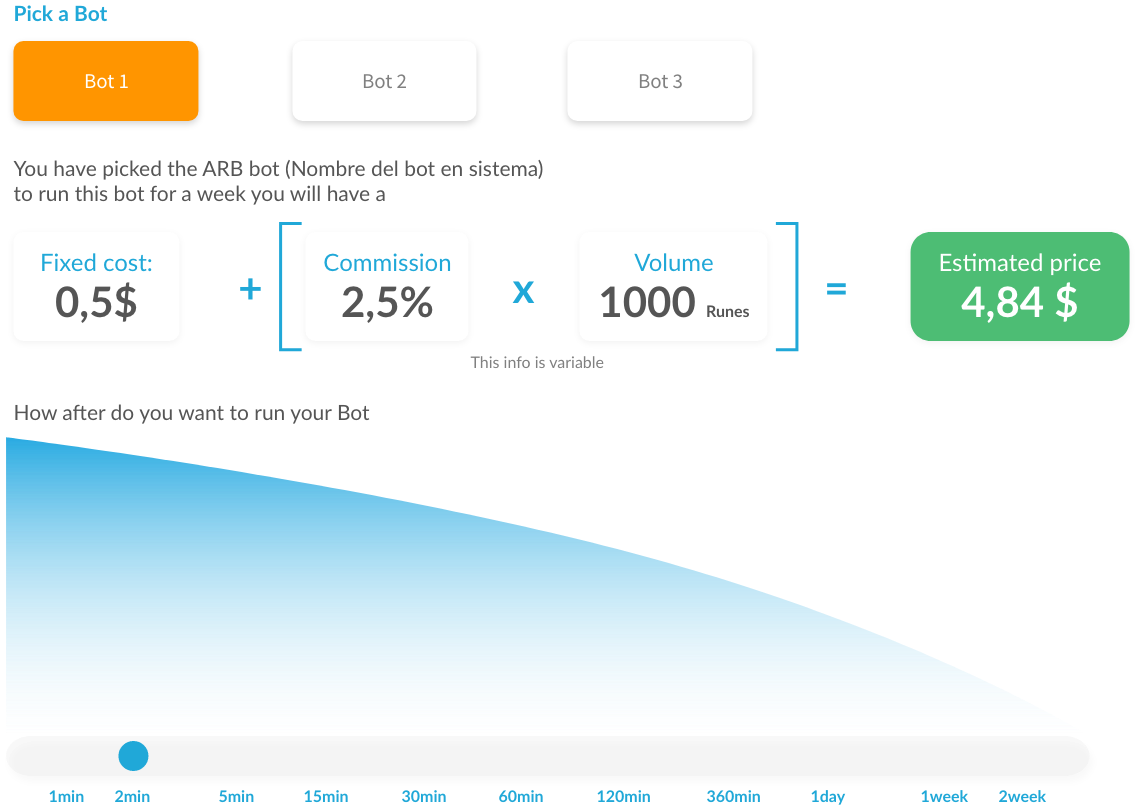 Pick a Bot
Bot 1
Bot 2
Bot 3
You have picked the ARB bot (Nombre del bot en sistema)
to run this bot for a week you will have a
Fixed cost:
0,5$
+
Commission
2,5%
x
Volume
1000 Runes
=
Estimated price
4,84 $
This info is variable
How after do you want to run your Bot
1min 2min 5min 15min 30min 60min 120min 360min 1day 1week 2week